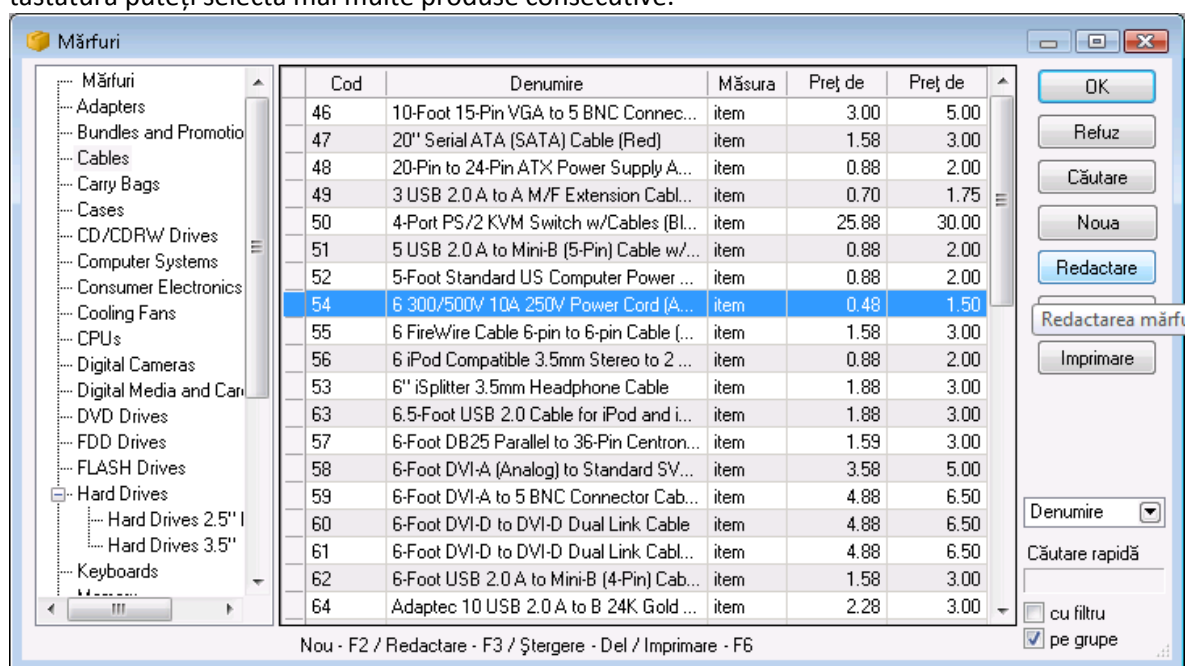 tastatura puteți selecta mai multe produse consecutive.
Mărfuri
Mărfuri
Adapters
Bundles and Promotio
Cables
Carry Bags
Cases
CD/CDRW Drives
Computer Systems
Consumer Electronics
Cooling Fans
CPUs
Digital Cameras
Digital Media and Car
DVD Drives
FDD Drives
FLASH Drives
Hard Drives
Hard Drives 2.5'' I
Hard Drives 3.5''
Keyboards
Cod Denumire Măsura Preţ de Preţ de
46 10-Foot 15-Pin VGA to 5 BNC Connec... item 3.00 5.00
47 20'' Serial ATA (SATA) Cable (Red) item 1.58 3.00
48 20-Pin to 24-Pin ATX Power Supply A... item 0.88 2.00
49 3 USB 2.0 A to A M/F Extension Cabl... item 0.70 1.75
50 4-Port PS/2 KVM Switch w/Cables (Bl... item 25.88 30.00
51 5 USB 2.0 A to Mini-B (5-Pin) Cable w/... item 0.88 2.00
52 5-Foot Standard US Computer Power ... item 0.88 2.00
54 6 300/500V 10A 250V Power Cord (A... item 0.48 1.50
55 6 FireWire Cable 6-pin to 6-pin Cable (... item 1.58 3.00
56 6 iPod Compatible 3.5mm Stereo to 2 ... item 0.88 2.00
53 6'' iSplitter 3.5mm Headphone Cable item 1.88 3.00
63 6.5-Foot USB 2.0 Cable for iPod and i... item 1.88 3.00
57 6-Foot DB25 Parallel to 36-Pin Centron... item 1.59 3.00
58 6-Foot DVI-A (Analog) to Standard SV... item 3.58 5.00
59 6-Foot DVI-A to 5 BNC Connector Cab... item 4.88 6.50
60 6-Foot DVI-D to DVI-D Dual Link Cable item 4.88 6.50
61 6-Foot DVI-D to DVI-D Dual Link Cabl... item 4.88 6.50
62 6-Foot USB 2.0 A to Mini-B (4-Pin) Cab... item 1.58 3.00
64 Adaptec 10 USB 2.0 A to B 24K Gold ... item 2.28 3.00
OK
Refuz
Căutare
Noua
Redactare
Redactarea mărfu
Imprimare
Denumire
Căutare rapidă
cu filtru
pe grupe
Nou - F2 / Redactare - F3 / Ştergere - Del / Imprimare - F6